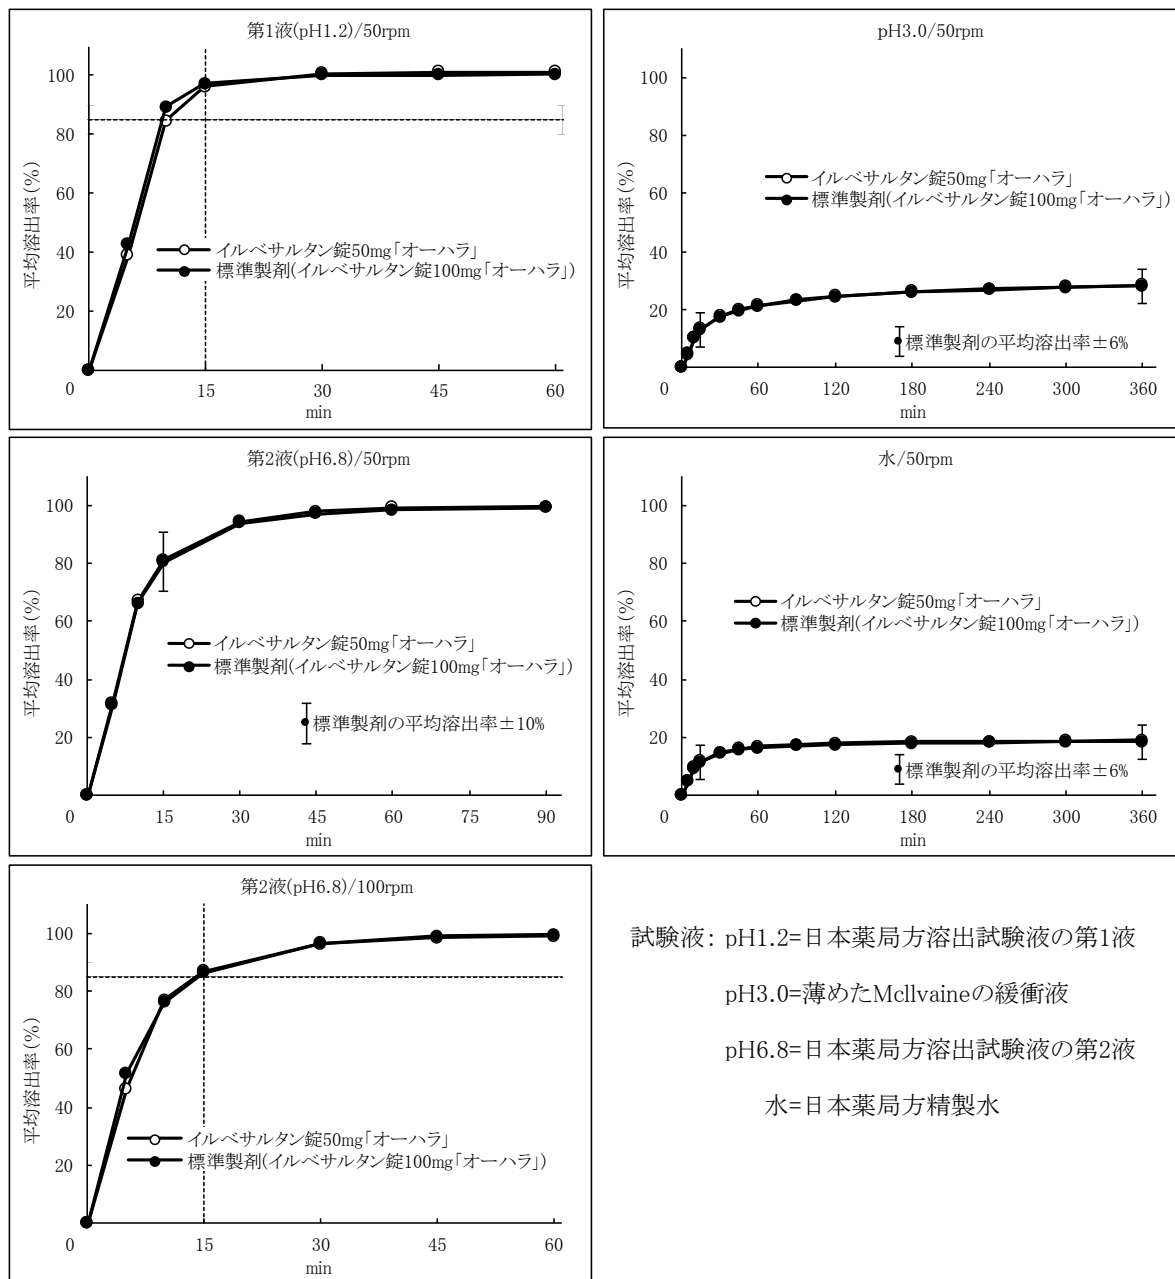 第1液(pH1.2)/50rpm
平均溶出率(%)
100
80
60
40
20
0
15
30
45
60
min
イルベサルタン錠50mg「オーハラ」
標準製剤(イルベサルタン錠100mg「オーハラ」)
pH3.0/50rpm
平均溶出率(%)
100
80
60
40
20
0
60
120
180
240
300
360
min
イルベサルタン錠50mg「オーハラ」
標準製剤(イルベサルタン錠100mg「オーハラ」)
標準製剤の平均溶出率±6%
第2液(pH6.8)/50rpm
平均溶出率(%)
100
80
60
40
20
0
15
30
45
60
75
90
min
イルベサルタン錠50mg「オーハラ」
標準製剤(イルベサルタン錠100mg「オーハラ」)
標準製剤の平均溶出率±10%
水/50rpm
平均溶出率(%)
100
80
60
40
20
0
60
120
180
240
300
360
min
イルベサルタン錠50mg「オーハラ」
標準製剤(イルベサルタン錠100mg「オーハラ」)
標準製剤の平均溶出率±6%
第2液(pH6.8)/100rpm
平均溶出率(%)
100
80
60
40
20
0
15
30
45
60
min
イルベサルタン錠50mg「オーハラ」
標準製剤(イルベサルタン錠100mg「オーハラ」)
試験液: pH1.2=日本薬局方溶出試験液の第1液
pH3.0=薄めたMcllvaineの緩衝液
pH6.8=日本薬局方溶出試験液の第2液
水=日本薬局方精製水